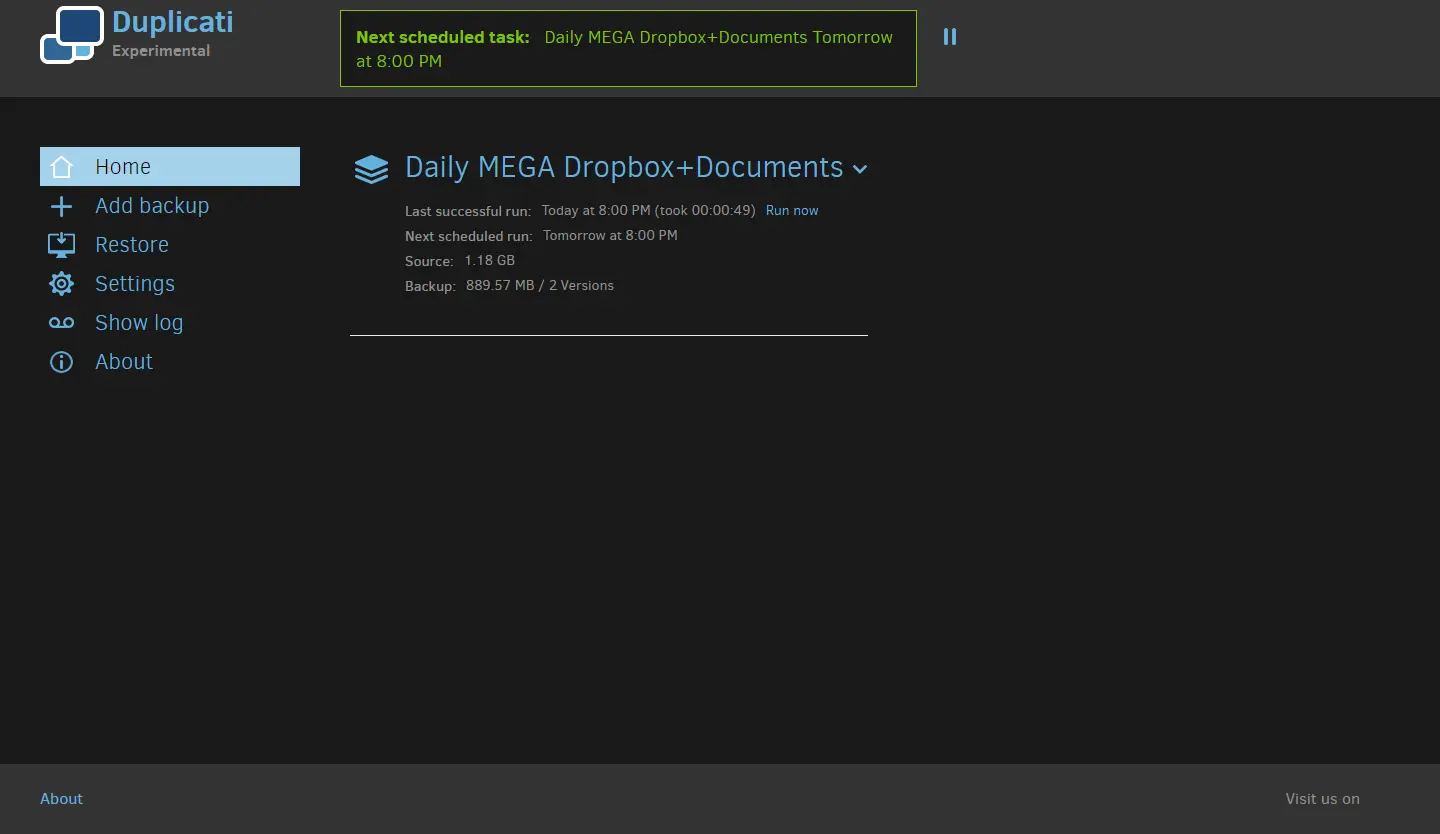 Duplicati
Experimental
Next scheduled task: Daily MEGA Dropbox+Documents Tomorrow
at 8:00 PM
Home
Add backup
Restore
Settings
Show log
About
Daily MEGA Dropbox+Documents
Last successful run: Today at 8:00 PM (took 00:00:49) Run now
Next scheduled run: Tomorrow at 8:00 PM
Source: 1.18 GB
Backup: 889.57 MB / 2 Versions
About
Visit us on